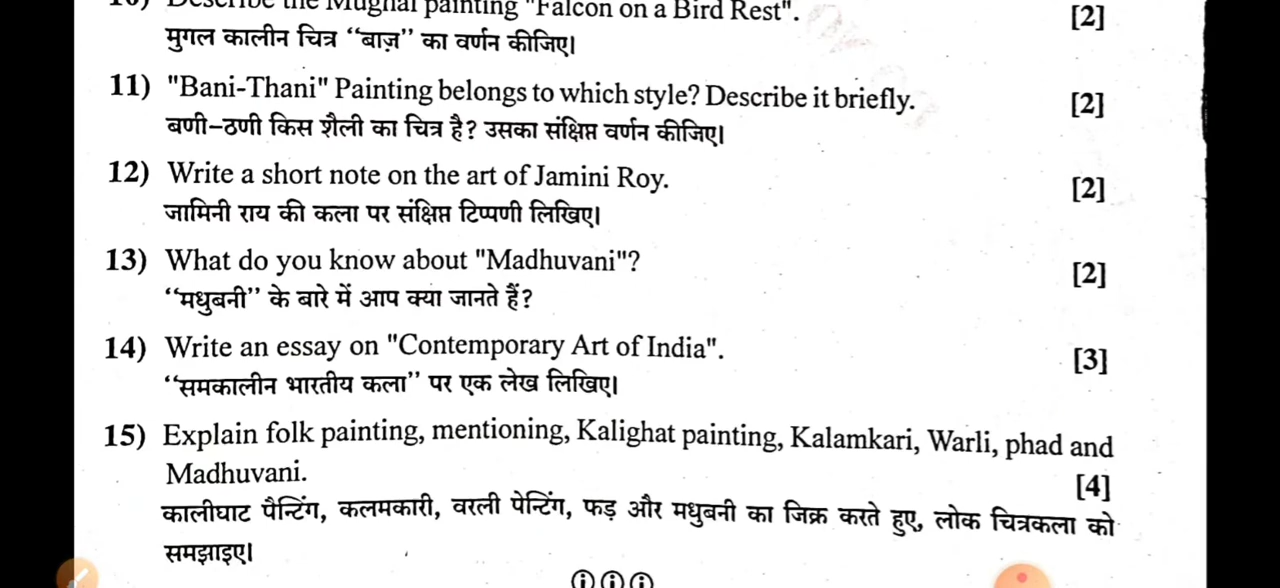 10) Describe the Mughal painting "Falcon on a Bird Rest". [2]
मुगल कालीन चित्र ‘‘बाज़’’ का वर्णन कीजिए।
11) "Bani-Thani" Painting belongs to which style? Describe it briefly. [2]
बणी-ठणी किस शैली का चित्र है? उसका संक्षिप्त वर्णन कीजिए।
12) Write a short note on the art of Jamini Roy. [2]
जामिनी राय की कला पर संक्षिप्त टिप्पणी लिखिए।
13) What do you know about "Madhuvani"? [2]
‘‘मधुबनी’’ के बारे में आप क्या जानते हैं?
14) Write an essay on "Contemporary Art of India". [3]
‘‘समकालीन भारतीय कला’’ पर एक लेख लिखिए।
15) Explain folk painting, mentioning, Kalighat painting, Kalamkari, Warli, phad and
Madhuvani. [4]
कालीघाट पैन्टिंग, कलमकारी, वरली पेन्टिंग, फड़ और मधुबनी का जिक्र करते हुए, लोक चित्रकला को
समझाइए।